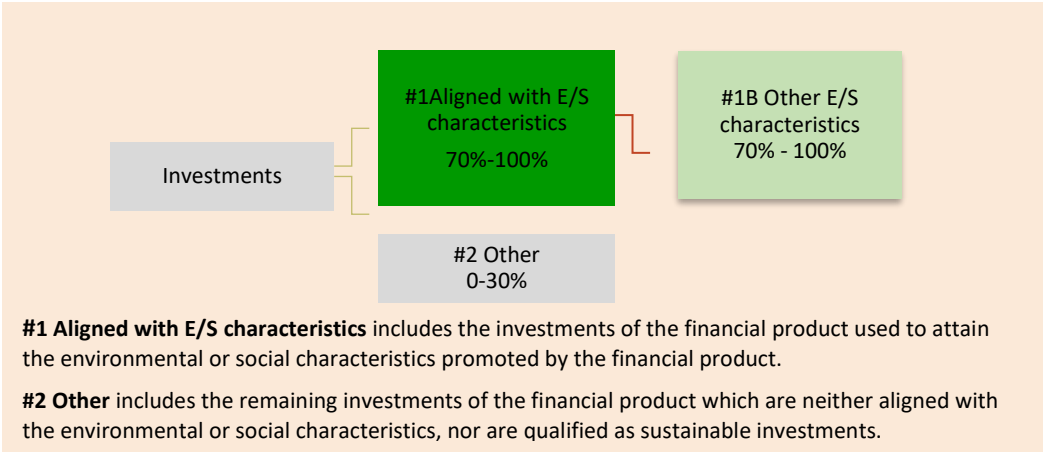 #1Aligned with E/S
characteristics
70%-100%
#1B Other E/S
characteristics
70% - 100%
Investments
#2 Other
0-30%
#1 Aligned with E/S characteristics includes the investments of the financial product used to attain
the environmental or social characteristics promoted by the financial product.
#2 Other includes the remaining investments of the financial product which are neither aligned with
the environmental or social characteristics, nor are qualified as sustainable investments.